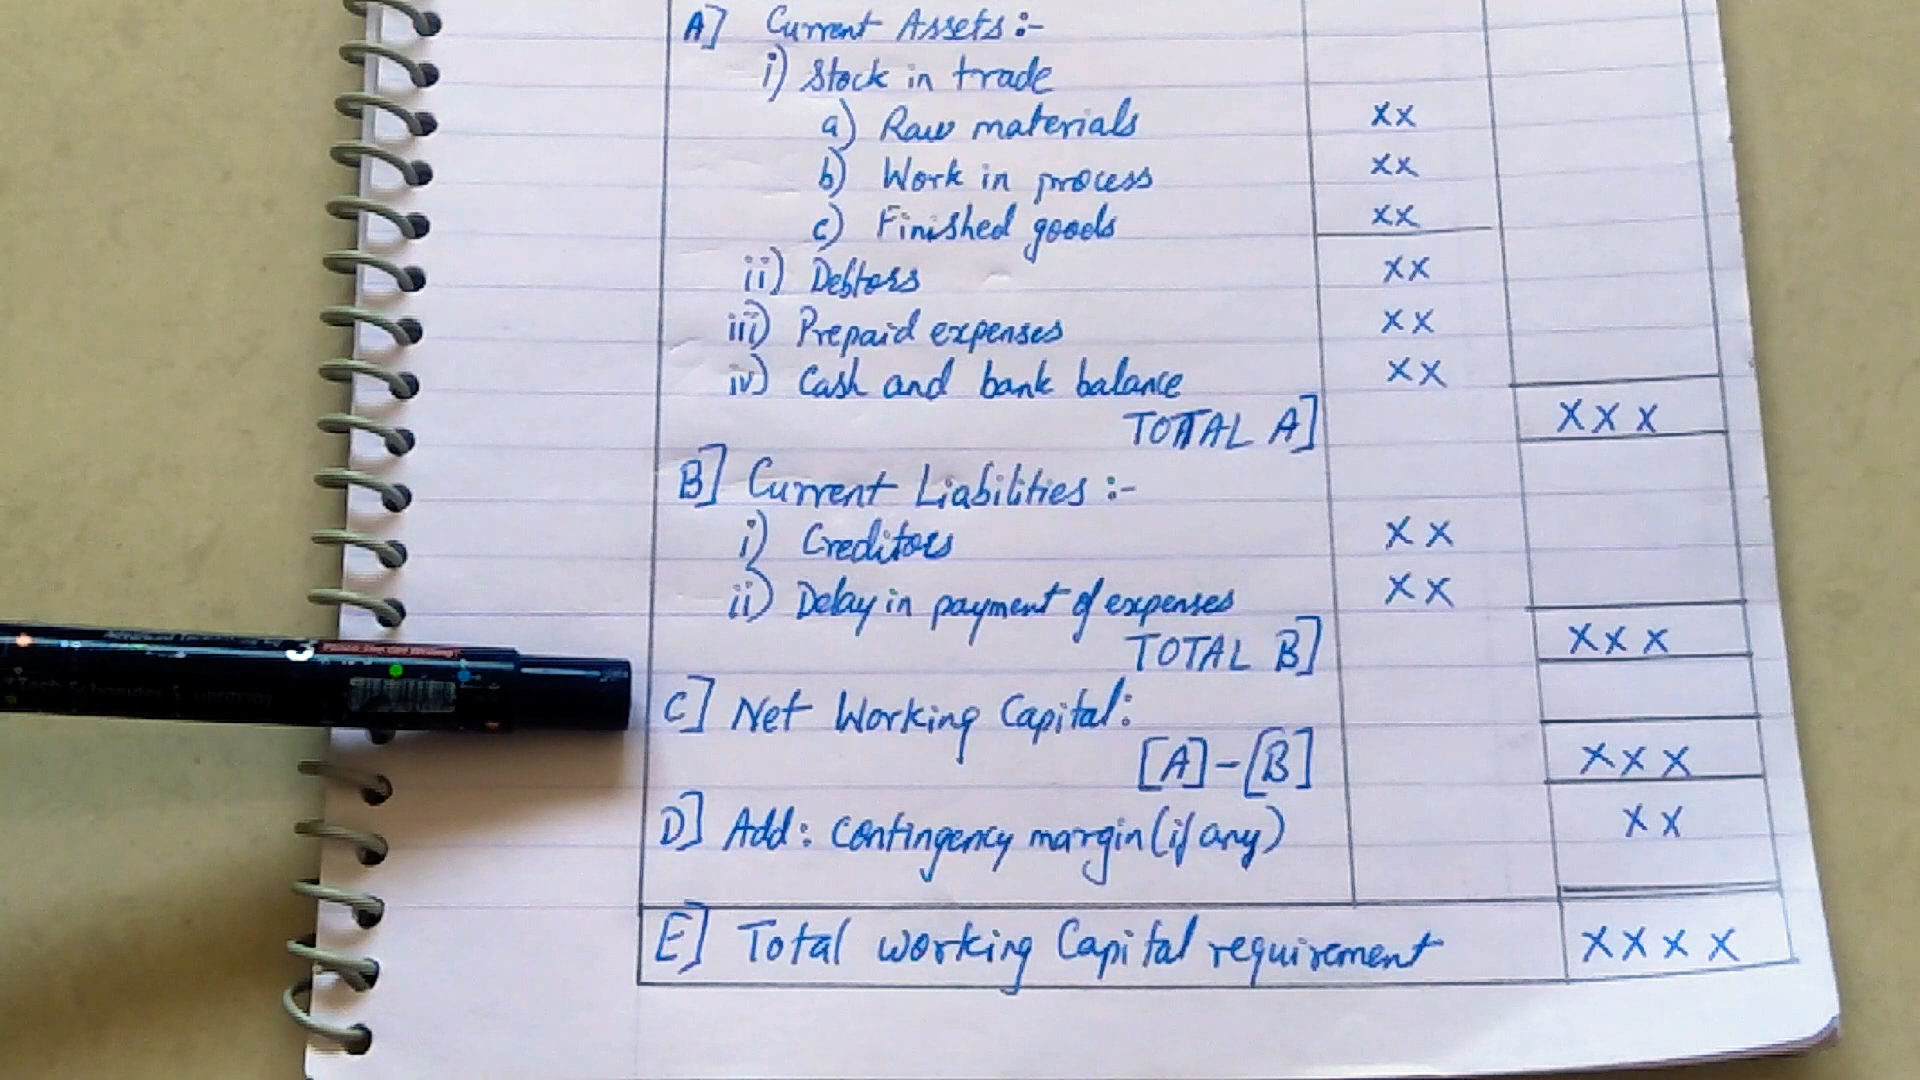 A] Current Assets :-
i) Stock in trade
a) Raw materials XX
b) Work in process XX
c) Finished goods XX
ii) Debtors XX
iii) Prepaid expenses XX
iv) Cash and bank balance XX
TOTAL A] XXX
B] Current Liabilities :-
i) Creditors XX
ii) Delay in payment of expenses XX
TOTAL B] XXX
C] Net Working Capital:
[A]-[B] XXX
D] Add: Contingency margin (if any) XX
E] Total working Capital requirement XXXX